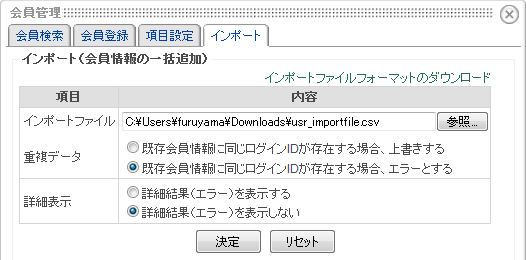 会員管理
会員検索 会員登録 項目設定 インポート
インポート(会員情報の一括追加)
インポートファイルフォーマットのダウンロード
項目 内容
インポートファイル C:¥Users¥furuyama¥Downloads¥usr_importfile.csv 参照...
重複データ
既存会員情報に同じログインIDが存在する場合、上書きする
既存会員情報に同じログインIDが存在する場合、エラーとする
詳細表示
詳細結果(エラー)を表示する
詳細結果(エラー)を表示しない
決定 リセット